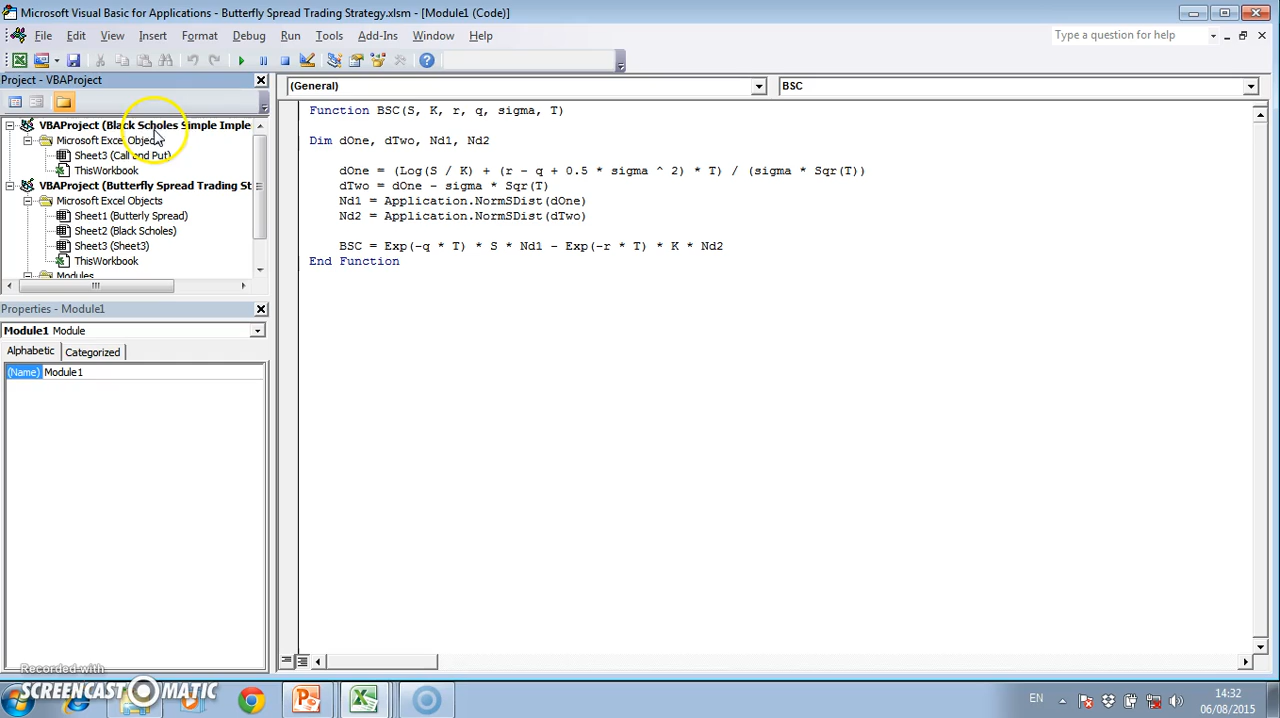 Microsoft Visual Basic for Applications - Butterfly Spread Trading Strategy.xlsm - [Module1 (Code)]
File Edit View Insert Format Debug Run Tools Add-Ins Window Help
Type a question for help
Project - VBAProject
(General)
BSC
VBAProject (Black Scholes Simple Imple
Microsoft Excel Objects
Sheet3 (Call and Put)
ThisWorkbook
VBAProject (Butterfly Spread Trading St
Microsoft Excel Objects
Sheet1 (Butterly Spread)
Sheet2 (Black Scholes)
Sheet3 (Sheet3)
ThisWorkbook
Modules
Function BSC(S, K, r, q, sigma, T)
Dim dOne, dTwo, Nd1, Nd2
dOne = (Log(S / K) + (r - q + 0.5 * sigma ^ 2) * T) / (sigma * Sqr(T))
dTwo = dOne - sigma * Sqr(T)
Nd1 = Application.NormSDist(dOne)
Nd2 = Application.NormSDist(dTwo)
BSC = Exp(-q * T) * S * Nd1 - Exp(-r * T) * K * Nd2
End Function
Properties - Module1
Module1 Module
Alphabetic
Categorized
(Name) Module1
Recorded with
SCREENCAST MATIC
EN
14:32
06/08/2015